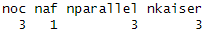 noc naf nparallel nkaiser
3 1 3 3